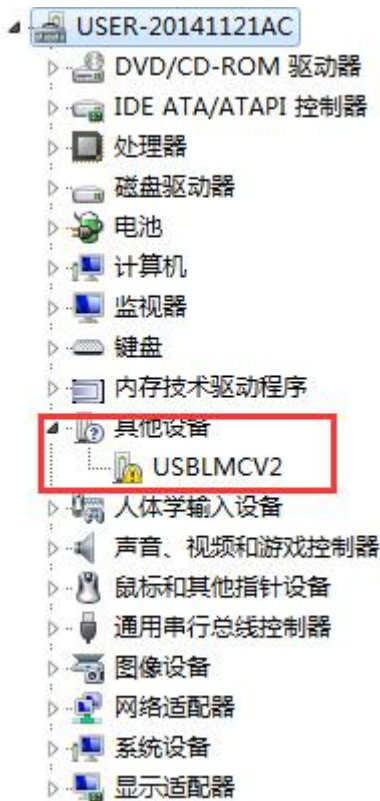 USER-20141121AC
DVD/CD-ROM 驱动器
IDE ATA/ATAPI 控制器
处理器
磁盘驱动器
电池
计算机
监视器
键盘
内存技术驱动程序
其他设备
USBLMCV2
人体学输入设备
声音、视频和游戏控制器
鼠标和其他指针设备
通用串行总线控制器
图像设备
网络适配器
系统设备
显示适配器